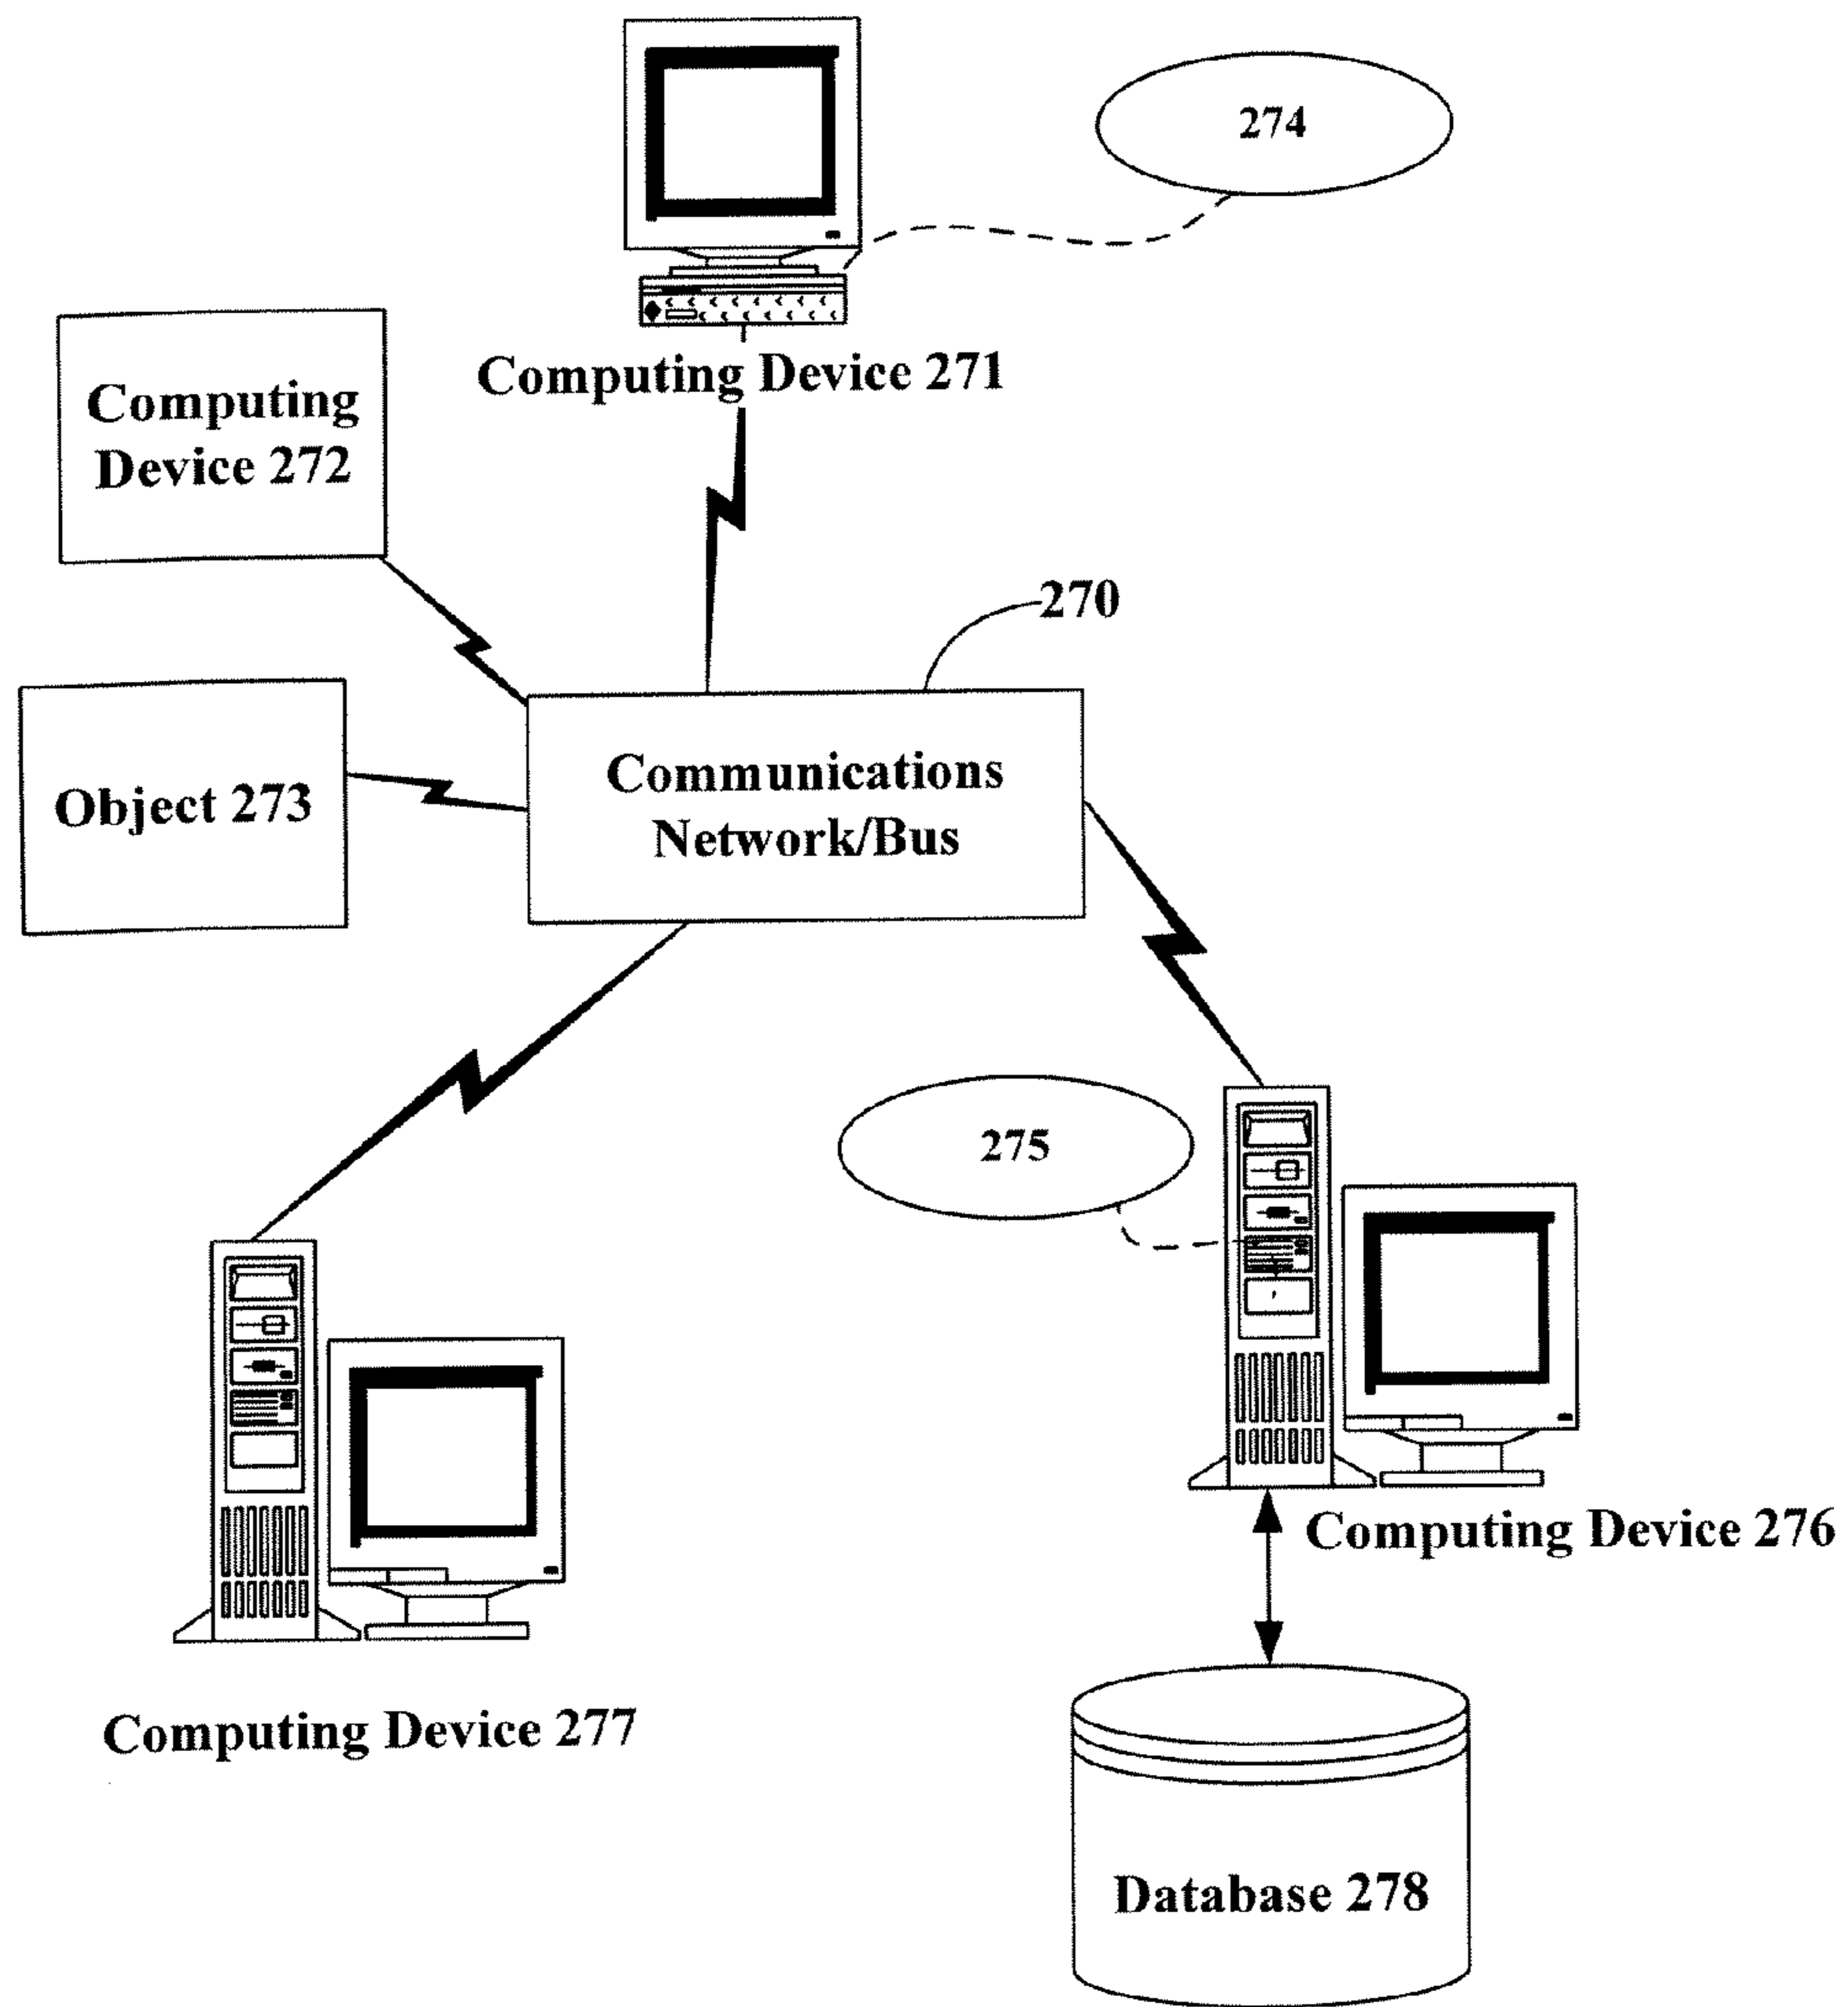 274
Computing Device 271
Computing
Device 272
270
Object 273
Communications
Network/Bus
275
Computing Device 276
Computing Device 277
Database 278